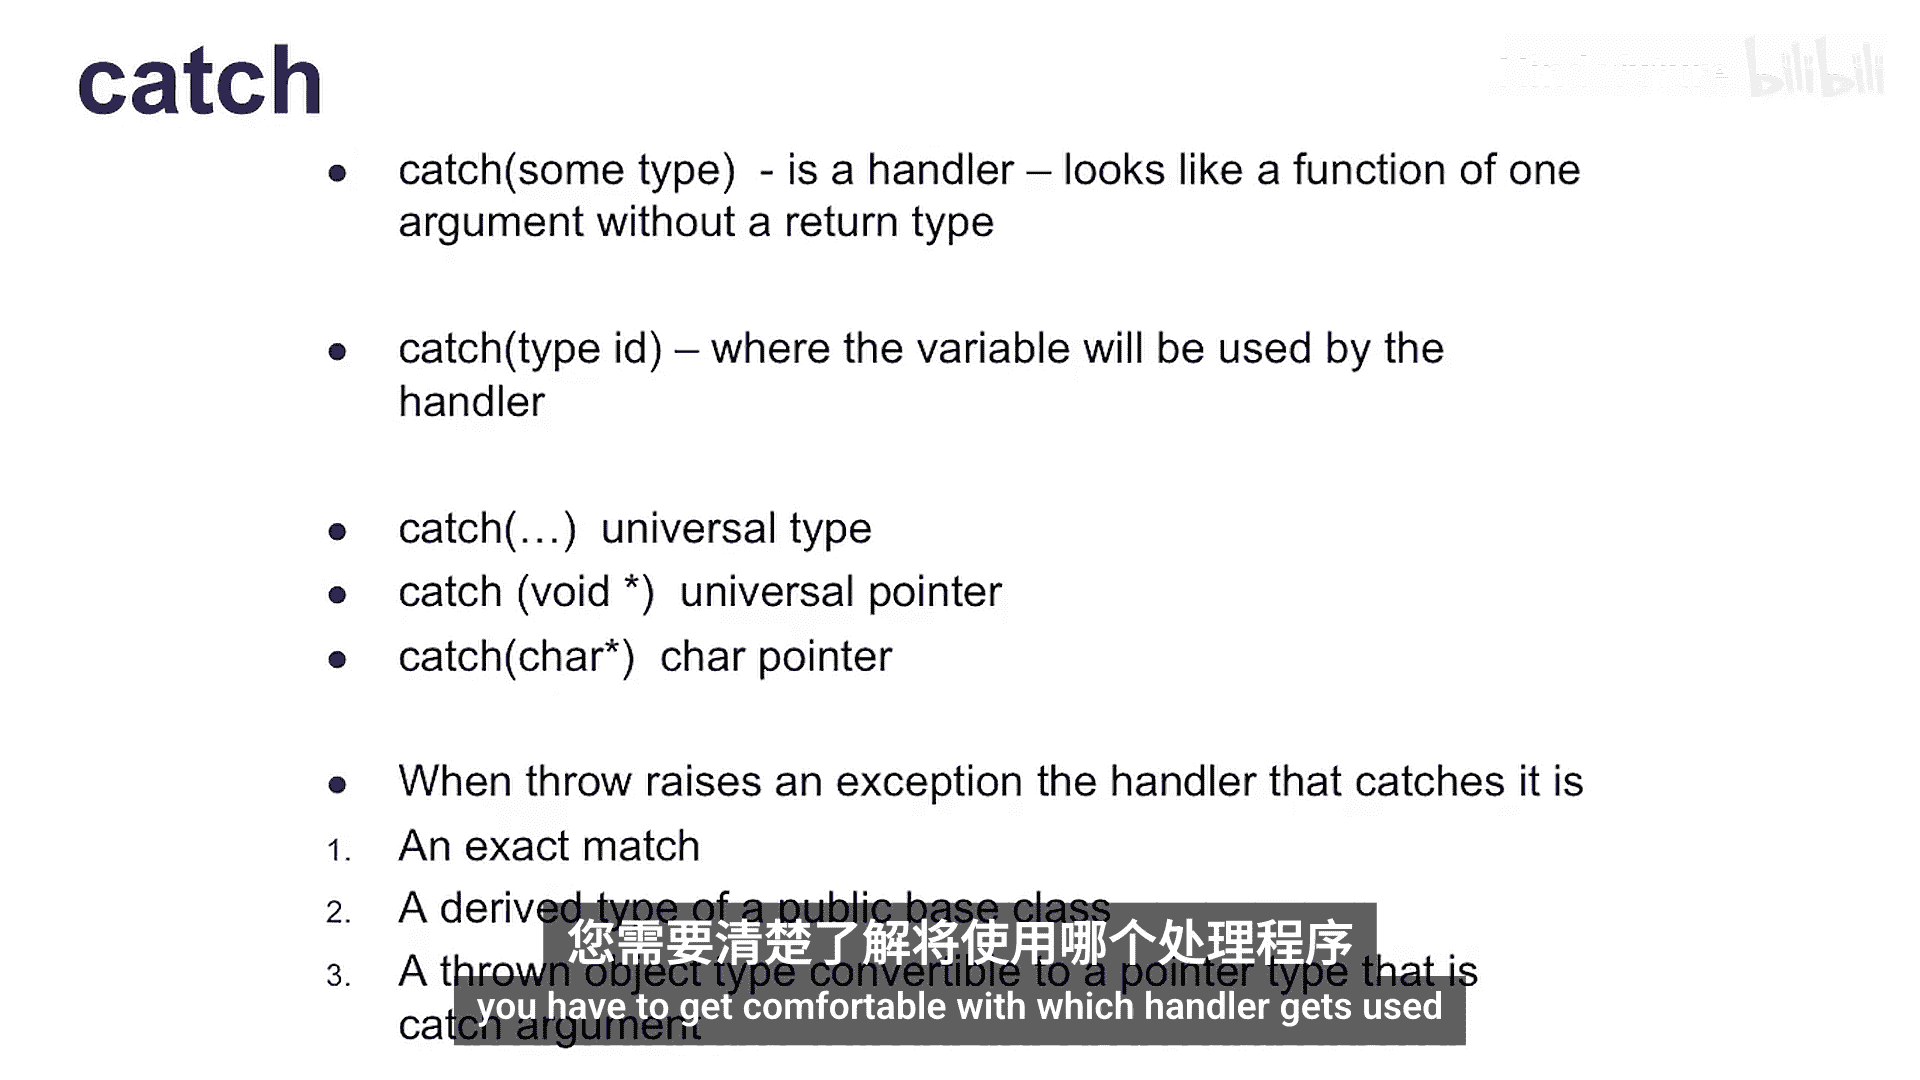 catch
bilibili
● catch(some type) - is a handler – looks like a function of one
argument without a return type
● catch(type id) – where the variable will be used by the
handler
● catch(…) universal type
● catch (void *) universal pointer
● catch(char*) char pointer
● When throw raises an exception the handler that catches it is
1. An exact match
2. A derived type of a public base class
3. A thrown object type convertible to a pointer type that is
catch argument
您需要清楚了解将使用哪个处理程序
you have to get comfortable with which handler gets used